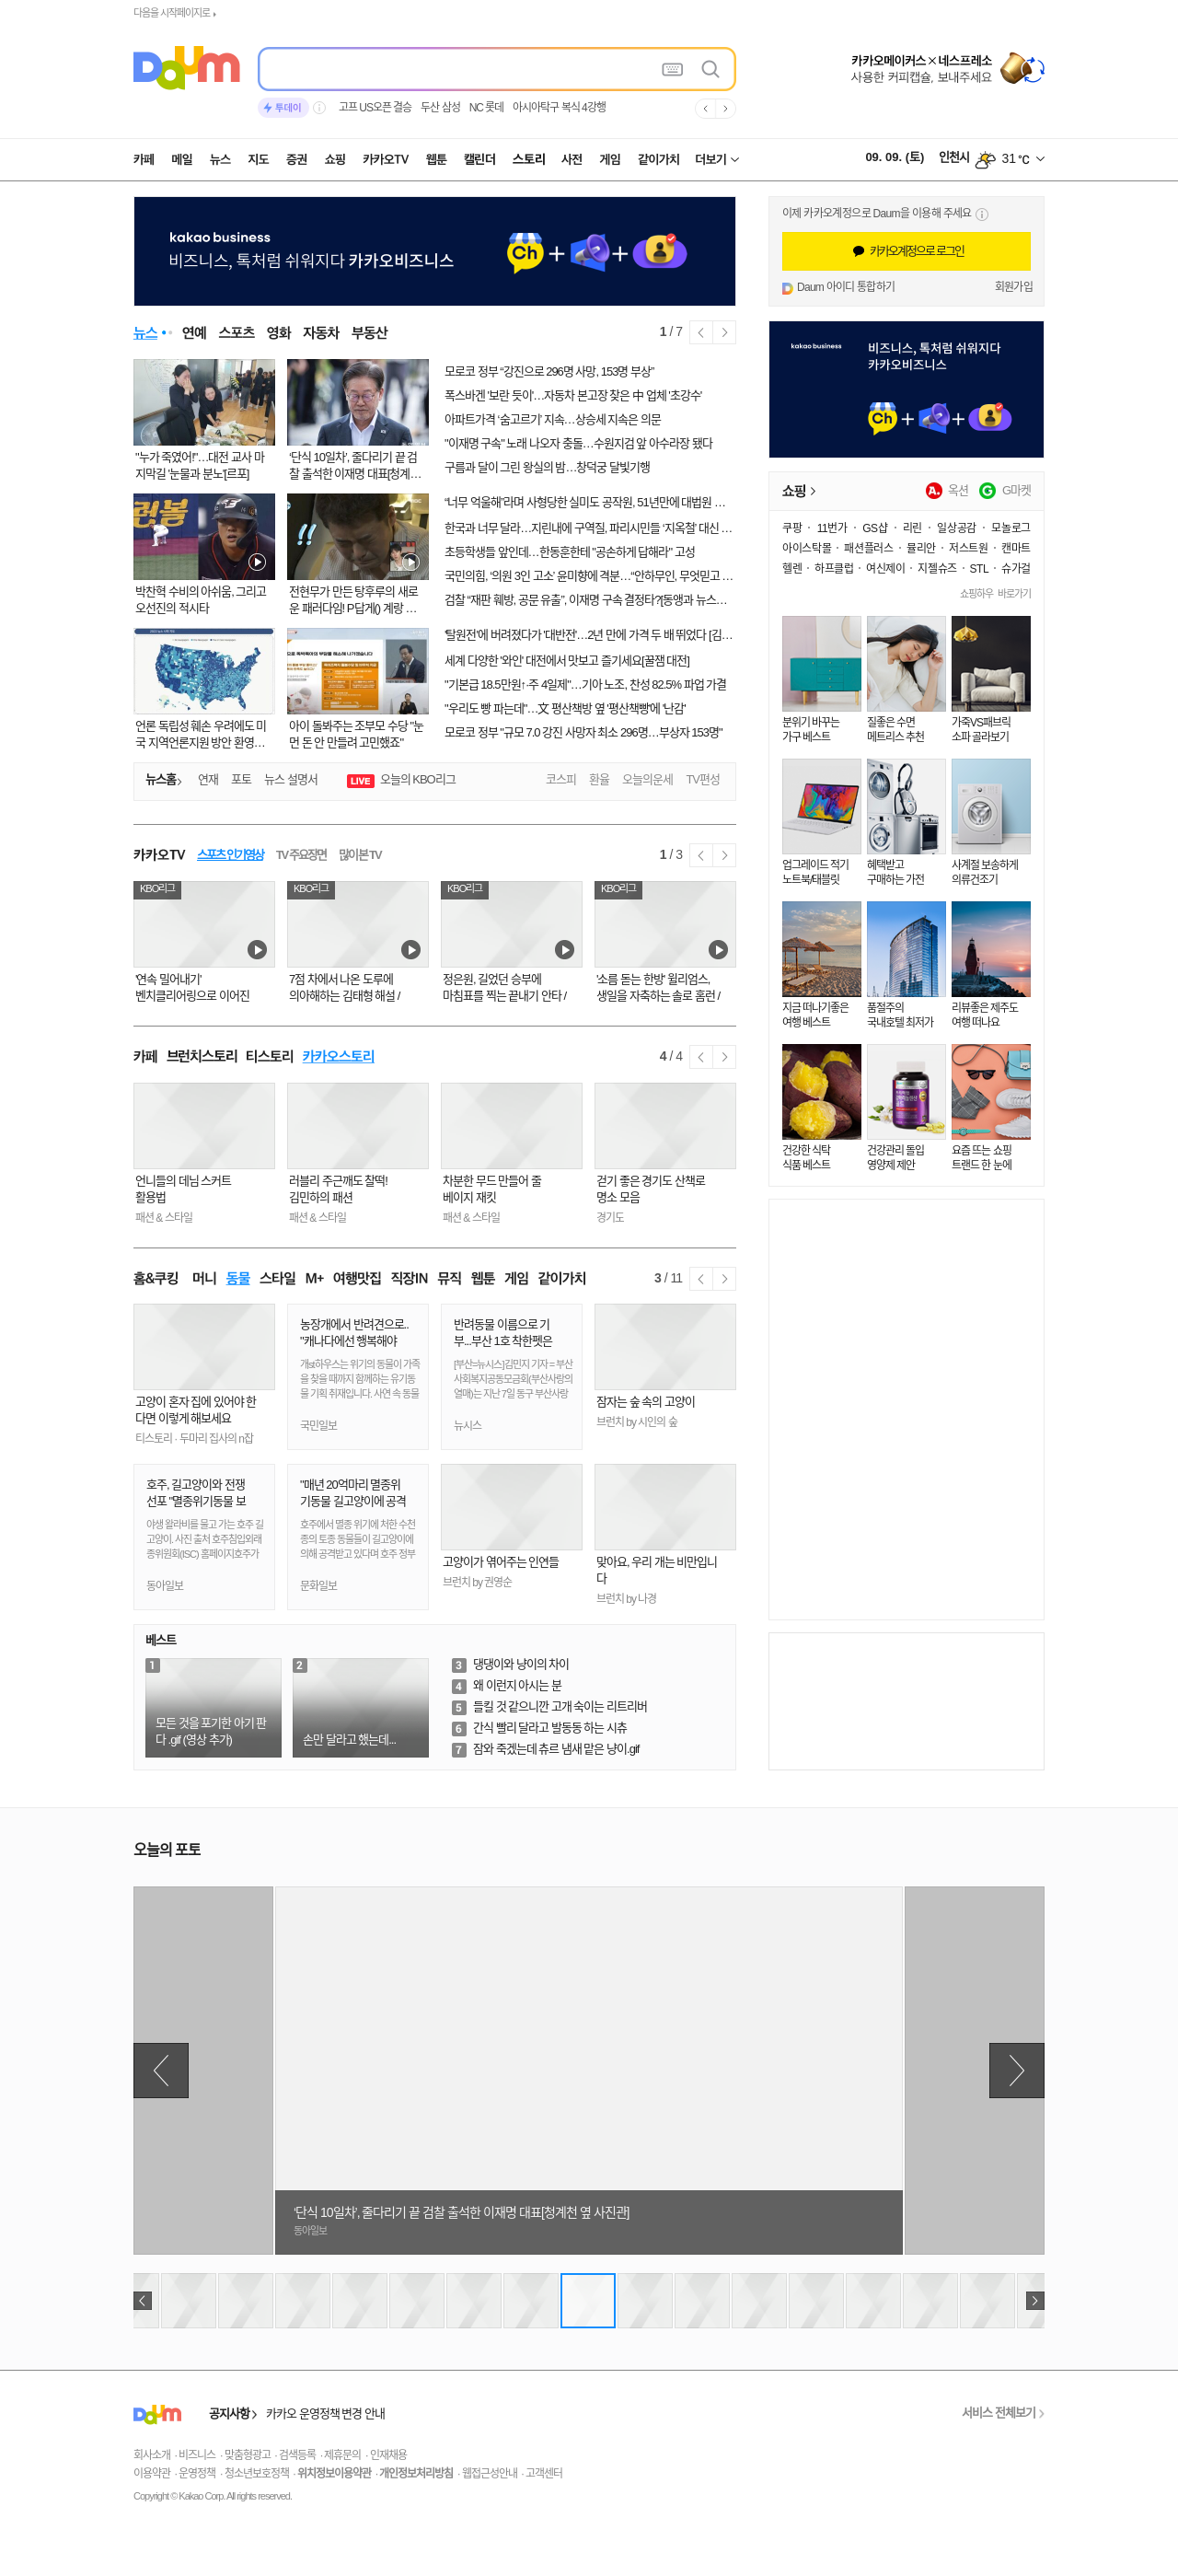 다음을 시작페이지로
Daum
카카오메이커스×네스프레소
사용한 커피캡슐, 보내주세요
투데이
고프 US오픈 결승 두산 삼성 NC 롯데 아시아탁구 복식 4강행
카페 메일 뉴스 지도 증권 쇼핑 카카오TV 웹툰 캘린더 스토리 사전 게임 같이가치 더보기
09. 09. (토) 인천시 31 ℃
kakao business
비즈니스, 톡처럼 쉬워지다 카카오비즈니스
Ch
이제 카카오계정으로 Daum을 이용해 주세요
카카오계정으로 로그인
Daum 아이디 통합하기 회원가입
kakao business
비즈니스, 톡처럼 쉬워지다
카카오비즈니스
Ch
뉴스 연예 스포츠 영화 자동차 부동산
1 / 7
"누가 죽였어!"…대전 교사 마
지막길 '눈물과 분노'[르포]
'단식 10일차', 줄다리기 끝 검
찰 출석한 이재명 대표[청계…
박찬혁 수비의 아쉬움, 그리고
오선진의 적시타
전현무가 만든 탕후루의 새로
운 패러다임! P답게() 계량 …
언론 독립성 훼손 우려에도 미
국 지역언론지원 방안 환영…
아이 돌봐주는 조부모 수당 "눈
먼 돈 안 만들려 고민했죠"
모로코 정부 "강진으로 296명 사망, 153명 부상"
폭스바겐 '보란 듯이'…자동차 본고장 찾은 中 업체 '초강수'
아파트가격 '숨고르기' 지속…상승세 지속은 의문
"이재명 구속" 노래 나오자 충돌…수원지검 앞 아수라장 됐다
구름과 달이 그린 왕실의 밤…창덕궁 달빛기행
"너무 억울해"라며 사형당한 실미도 공작원, 51년만에 대법원 …
한국과 너무 달라…지린내에 구역질, 파리시민들 '지옥철' 대신 …
초등학생들 앞인데…한동훈한테 "공손하게 답해라" 고성
국민의힘, '의원 3인 고소' 윤미향에 격분…"안하무인, 무엇믿고 …
검찰 "재판 훼방, 공문 유출", 이재명 구속 결정타?[동앵과 뉴스…
'탈원전'에 버려졌다가 '대반전'…2년 만에 가격 두 배 뛰었다 [김…
세계 다양한 '와인' 대전에서 맛보고 즐기세요[꿀잼 대전]
"기본급 18.5만원↑·주 4일제"…기아 노조, 찬성 82.5% 파업 가결
"우리도 빵 파는데"…文 평산책방 옆 '평산책빵'에 '난감'
모로코 정부 "규모 7.0 강진 사망자 최소 296명…부상자 153명"
뉴스홈 연재 포토 뉴스 설명서 LIVE 오늘의 KBO리그 코스피 환율 오늘의운세 TV편성
카카오TV 스포츠 인기영상 TV 주요장면 많이 본 TV
1 / 3
KBO리그
KBO리그
KBO리그
KBO리그
'연속 밀어내기'
벤치클리어링으로 이어진
7점 차에서 나온 도루에
의아해하는 김태형 해설 /
정은원, 길었던 승부에
마침표를 찍는 끝내기 안타 /
'소름 돋는 한방' 윌리엄스,
생일을 자축하는 솔로 홈런 /
카페 브런치스토리 티스토리 카카오스토리
4 / 4
언니들의 데님 스커트
활용법
패션 & 스타일
러블리 주근깨도 찰떡!
김민하의 패션
패션 & 스타일
차분한 무드 만들어 줄
베이지 재킷
패션 & 스타일
걷기 좋은 경기도 산책로
명소 모음
경기도
홈&쿠킹 머니 동물 스타일 M+ 여행맛집 직장IN 뮤직 웹툰 게임 같이가치
3 / 11
고양이 혼자 집에 있어야 한
다면 이렇게 해보세요
티스토리 · 두마리 집사의 n잡
농장개에서 반려견으로..
"캐나다에선 행복해야
개st하우스는 위기의 동물이 가족
을 찾을 때까지 함께하는 유기동
물 기획 취재입니다. 사연 속 동물
국민일보
반려동물 이름으로 기
부...부산 1호 착한펫은
[부산=뉴시스]김민지 기자 = 부산
사회복지공동모금회(부산사랑의
열매)는 지난 7일 동구 부산사랑
뉴시스
잠자는 숲 속의 고양이
브런치 by 시인의 숲
호주, 길고양이와 전쟁
선포 "멸종위기동물 보
야생 왈라비를 물고 가는 호주 길
고양이. 사진 출처 호주침입외래
종위원회(ISC) 홈페이지호주가
동아일보
"매년 20억마리 멸종위
기동물 길고양이에 공격
호주에서 멸종 위기에 처한 수천
종의 토종 동물들이 길고양이에
의해 공격받고 있다며 호주 정부
문화일보
고양이가 엮어주는 인연들
브런치 by 권영순
맞아요, 우리 개는 비만입니
다
브런치 by 나경
베스트
1
모든 것을 포기한 아기 판
다 .gif (영상 추가)
2
손만 달라고 했는데...
3 댕댕이와 냥이의 차이
4 왜 이런지 아시는 분
5 들킬 것 같으니깐 고개 숙이는 리트리버
6 간식 빨리 달라고 발동동 하는 시츄
7 잠와 죽겠는데 츄르 냄새 맡은 냥이.gif
쇼핑
A. 옥션 G G마켓
쿠팡 · 11번가 · GS샵 · 리린 · 일상공감 · 모놀로그
아이스탁몰 · 패션플러스 · 뮬리안 · 저스트원 · 캔마트
헬렌 · 하프클럽 · 여신제이 · 지젤슈즈 · STL · 슈가걸
쇼핑하우 바로가기
분위기 바꾸는
가구 베스트
질좋은 수면
메트리스 추천
가죽VS패브릭
소파 골라보기
업그레이드 적기
노트북/태블릿
혜택받고
구매하는 가전
사계절 보송하게
의류건조기
지금 떠나기좋은
여행 베스트
품절주의
국내호텔 최저가
리뷰좋은 제주도
여행 떠나요
건강한 식탁
식품 베스트
건강관리 돌입
영양제 제안
요즘 뜨는 쇼핑
트랜드 한 눈에
오늘의 포토
'단식 10일차', 줄다리기 끝 검찰 출석한 이재명 대표[청계천 옆 사진관]
동아일보
Daum
공지사항 카카오 운영정책 변경 안내
서비스 전체보기
회사소개 · 비즈니스 · 맞춤형광고 · 검색등록 · 제휴문의 · 인재채용
이용약관 · 운영정책 · 청소년보호정책 · 위치정보이용약관 · 개인정보처리방침 · 웹접근성안내 · 고객센터
Copyright © Kakao Corp. All rights reserved.